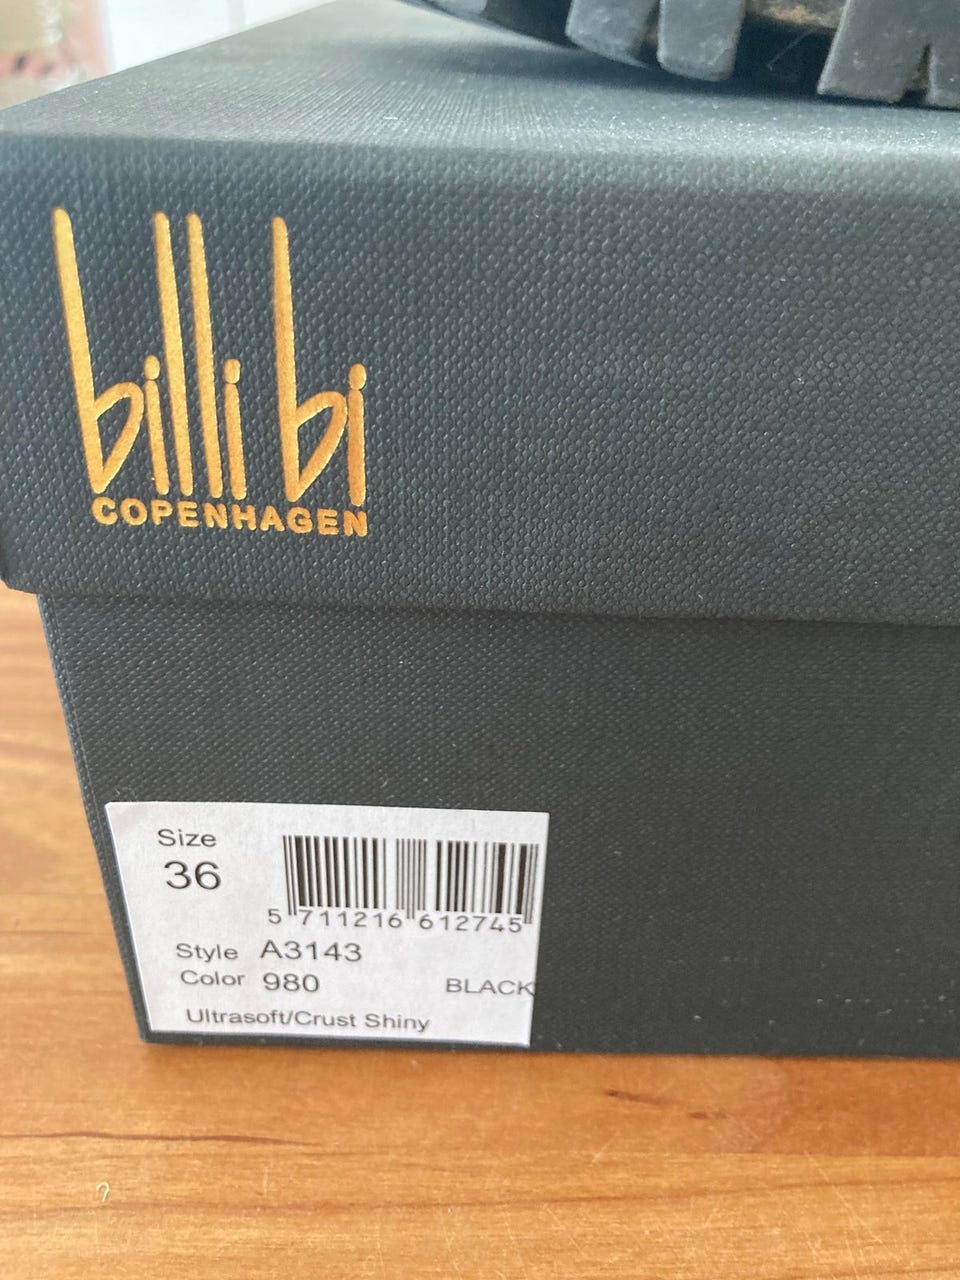 billi bi
COPENHAGEN
Size
36
5 711216 612745
Style A3143
Color 980 BLACK
Ultrasoft/Crust Shiny